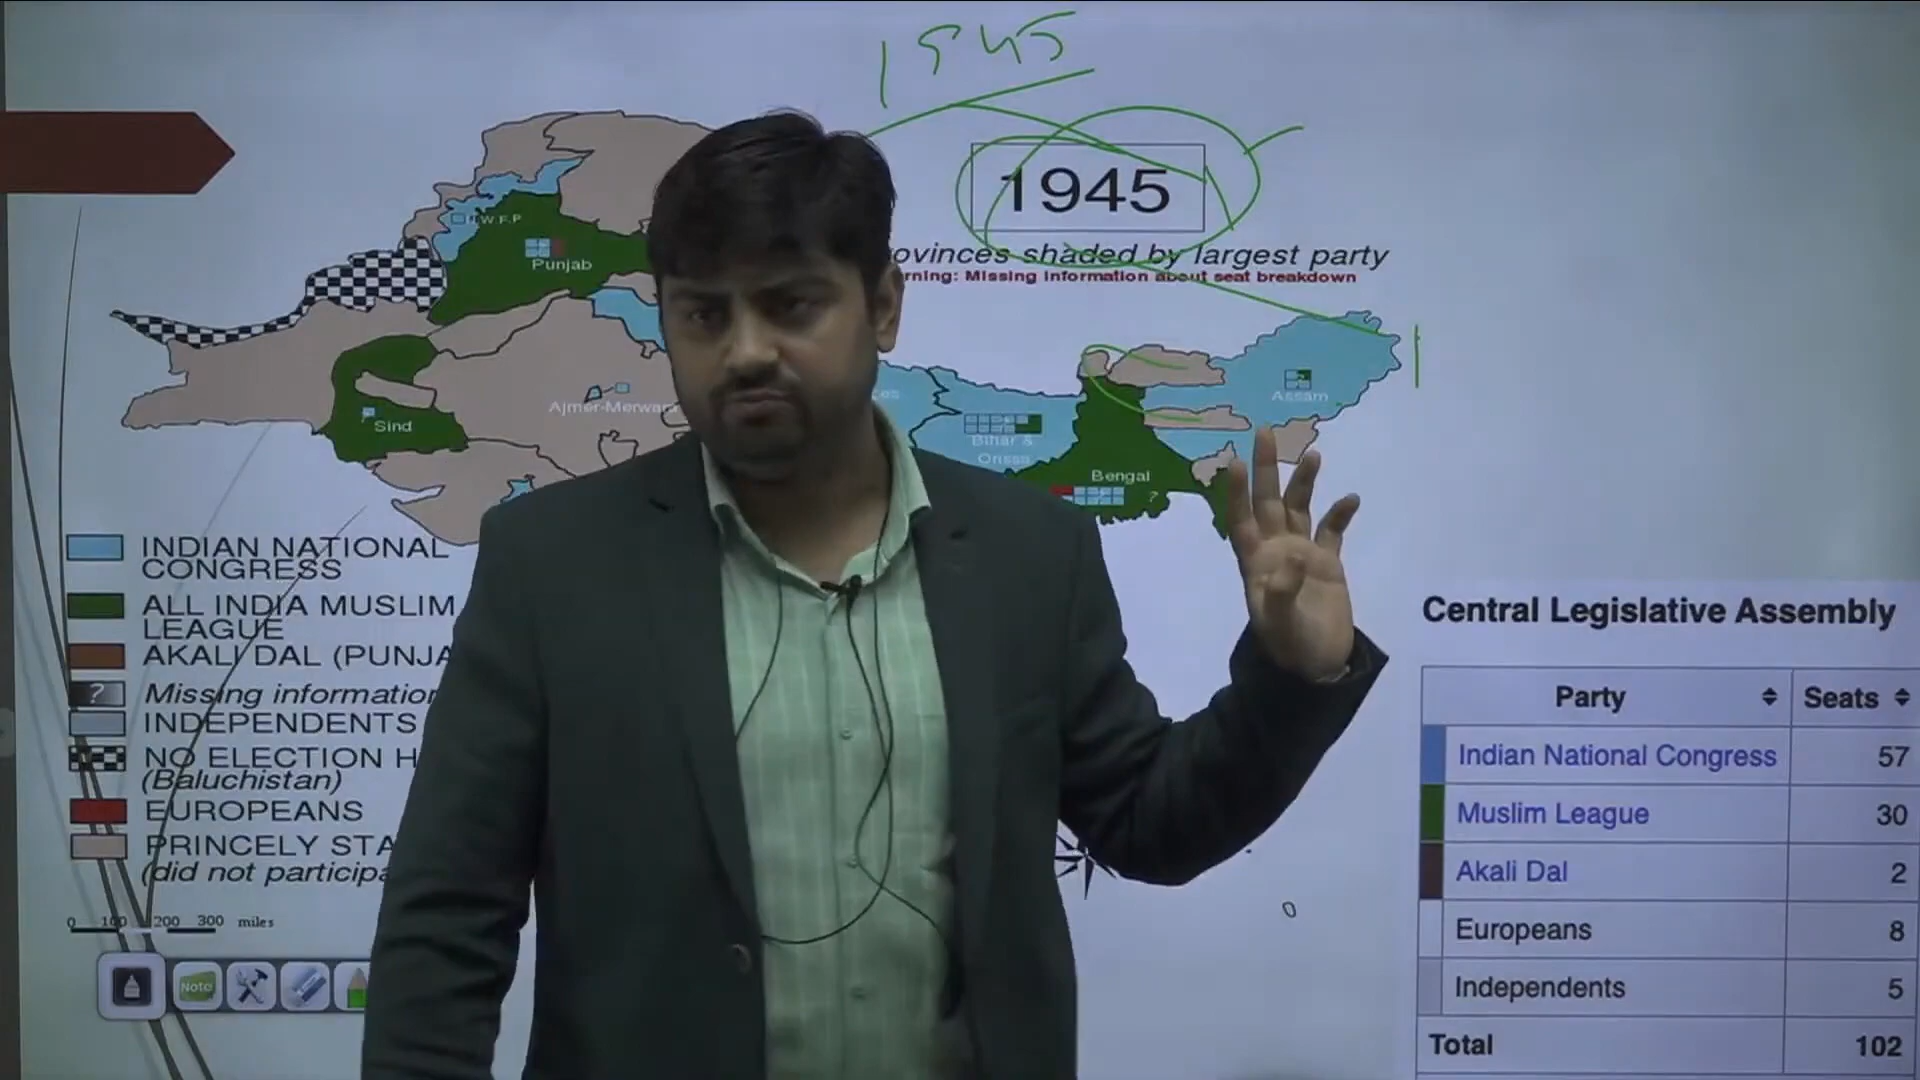 1945
1945
ovinces shaded by largest party
rning: Missing information about seat breakdown
N.W.F.P
Punjab
Ajmer-Merwara
Sind
ces
Bihar &
Orissa
Assam
Bengal
?
INDIAN NATIONAL
CONGRESS
ALL INDIA MUSLIM
LEAGUE
AKALI DAL (PUNJA
? Missing information
INDEPENDENTS
NO ELECTION H
(Baluchistan)
EUROPEANS
PRINCELY STA
(did not participa
0 100 200 300 miles
Note
Central Legislative Assembly
Party Seats
Indian National Congress 57
Muslim League 30
Akali Dal 2
Europeans 8
Independents 5
Total 102